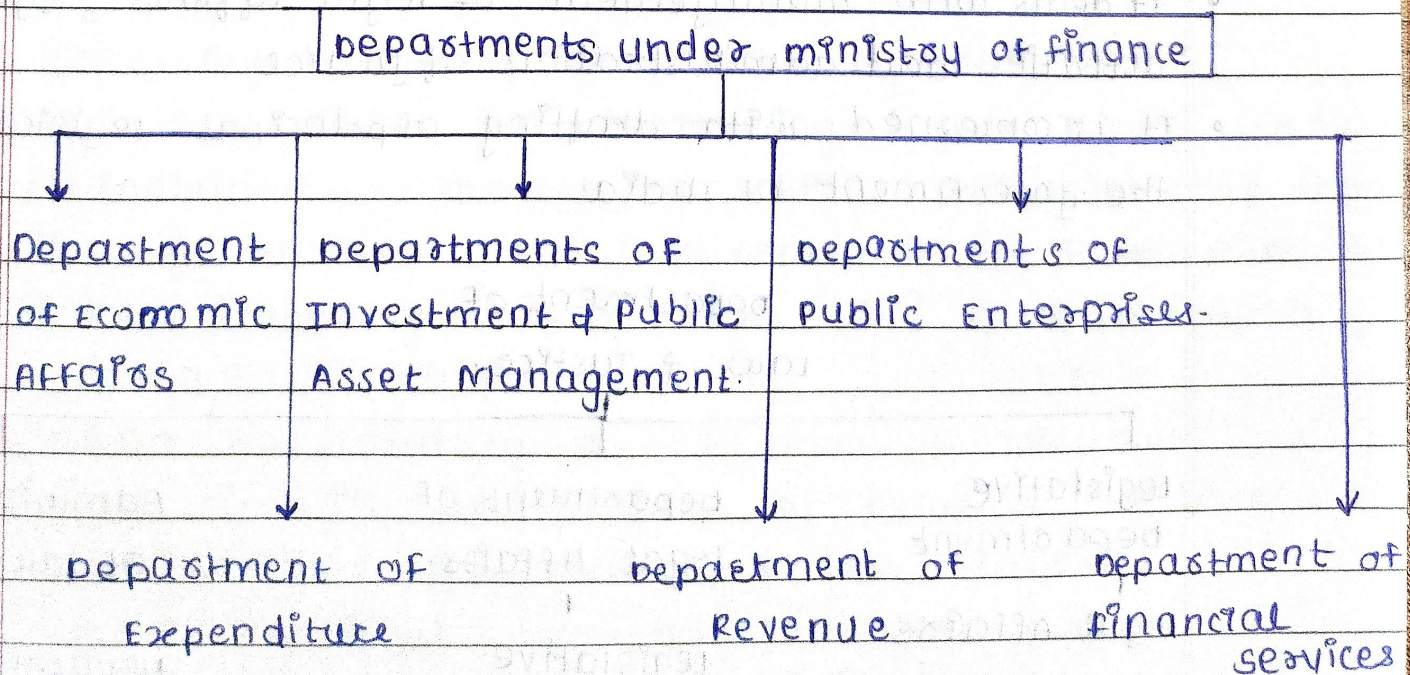 Departments under ministry of finance
Department
of Economic
Affairs
Departments of
Investment & Public
Asset Management.
Departments of
Public Enterprises.
Department of
Expenditure
Department of
Revenue
Department of
financial
services